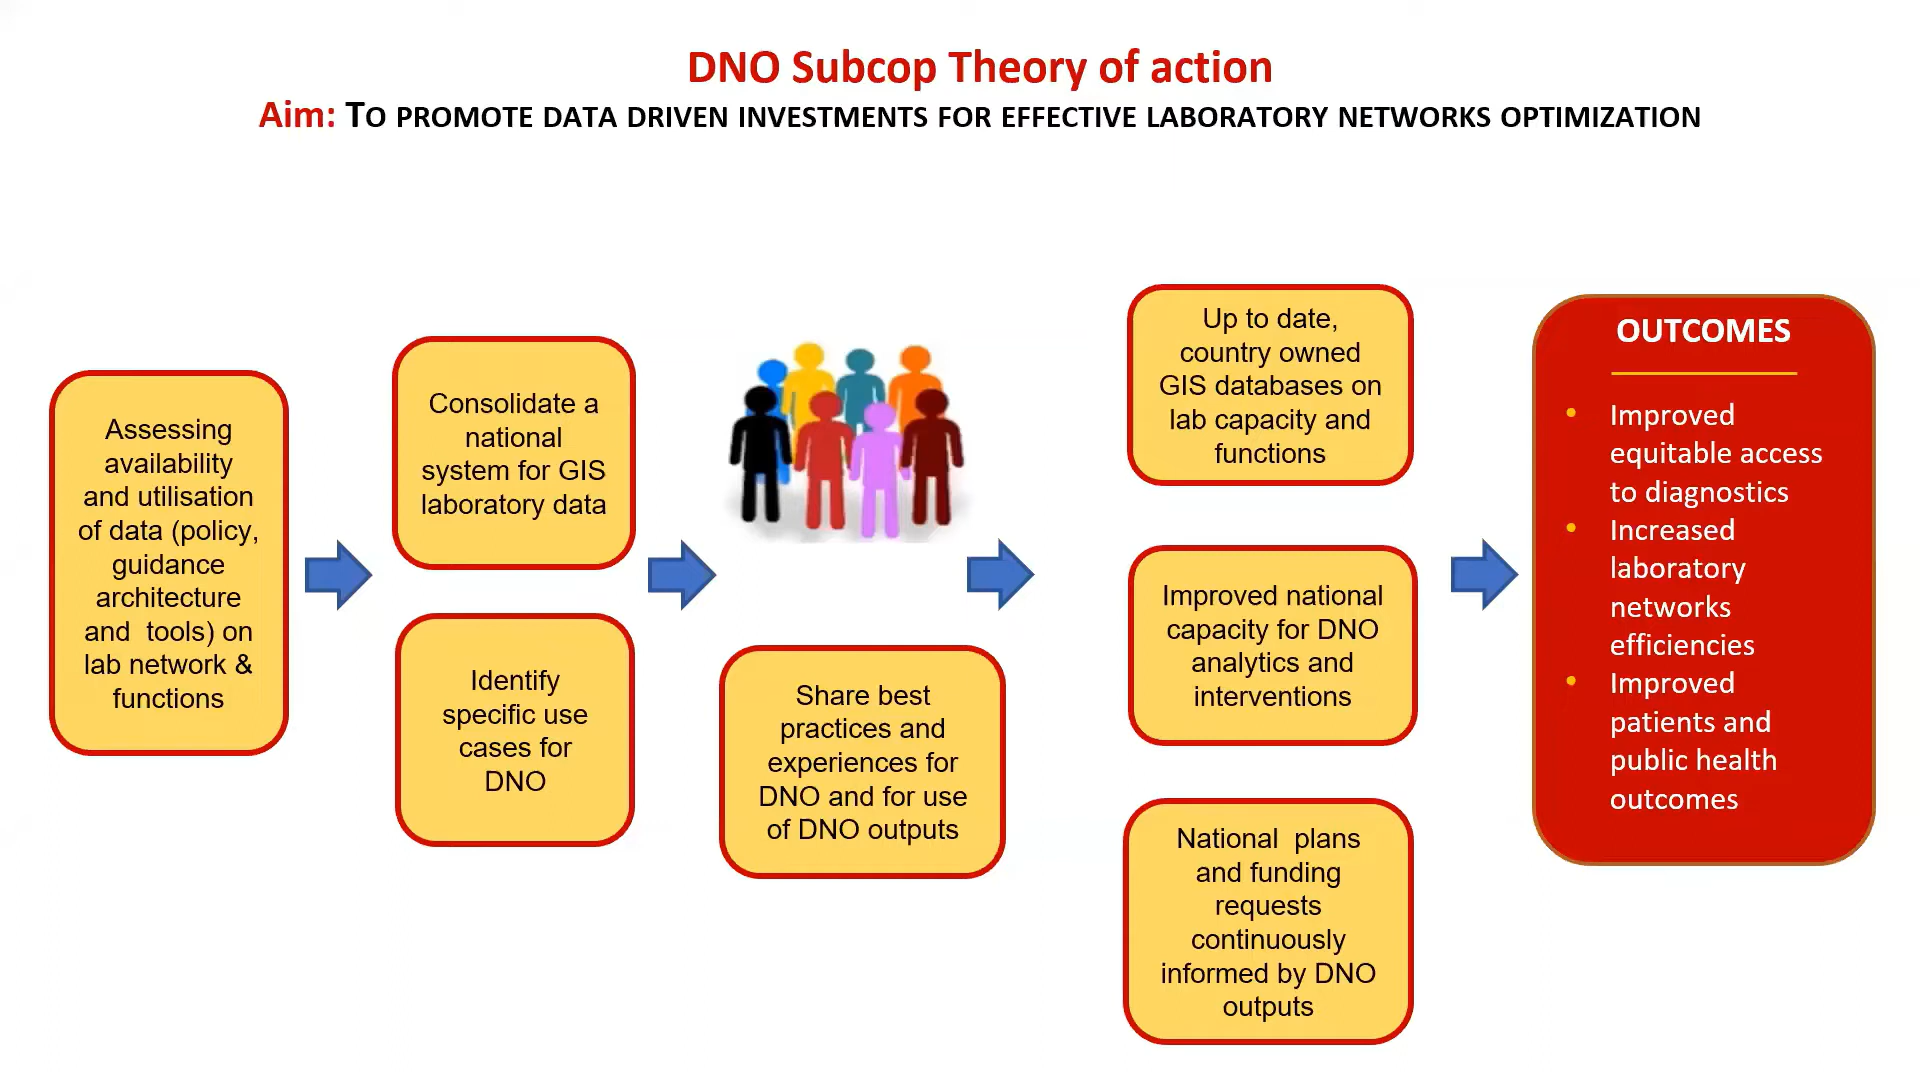 DNO Subcop Theory of action
Aim: TO PROMOTE DATA DRIVEN INVESTMENTS FOR EFFECTIVE LABORATORY NETWORKS OPTIMIZATION
Assessing
availability
and utilisation
of data (policy,
guidance
architecture
and  tools) on
lab network &
functions
Consolidate a
national
system for GIS
laboratory data
Identify
specific use
cases for
DNO
Share best
practices and
experiences for
DNO and for use
of DNO outputs
Up to date,
country owned
GIS databases on
lab capacity and
functions
Improved national
capacity for DNO
analytics and
interventions
National  plans
and funding
requests
continuously
informed by DNO
outputs
OUTCOMES
• Improved
equitable access
to diagnostics
• Increased
laboratory
networks
efficiencies
• Improved
patients and
public health
outcomes